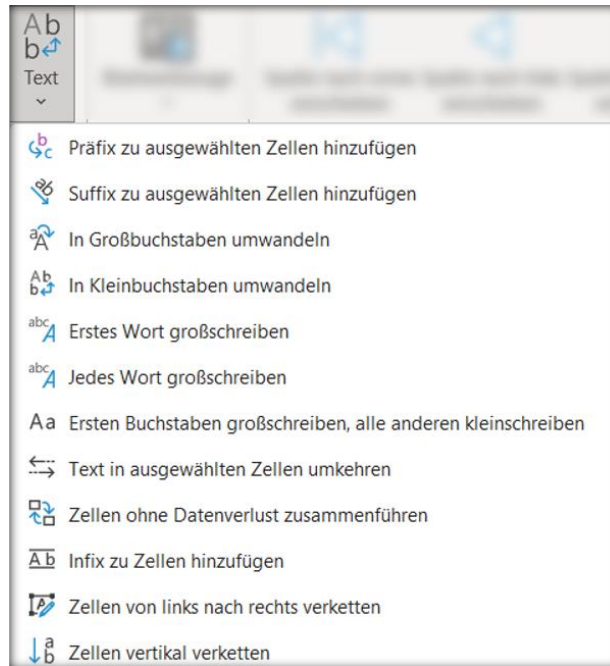 Ab
b
Text
Präfix zu ausgewählten Zellen hinzufügen
Suffix zu ausgewählten Zellen hinzufügen
In Großbuchstaben umwandeln
In Kleinbuchstaben umwandeln
Erstes Wort großschreiben
Jedes Wort großschreiben
Ersten Buchstaben großschreiben, alle anderen kleinschreiben
Text in ausgewählten Zellen umkehren
Zellen ohne Datenverlust zusammenführen
Infix zu Zellen hinzufügen
Zellen von links nach rechts verketten
Zellen vertikal verketten